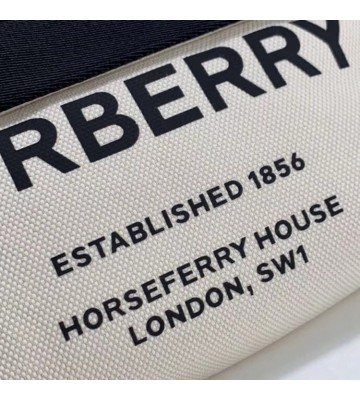 RBERRY
ESTABLISHED 1856
HORSEFERRY HOUSE
LONDON, SW1